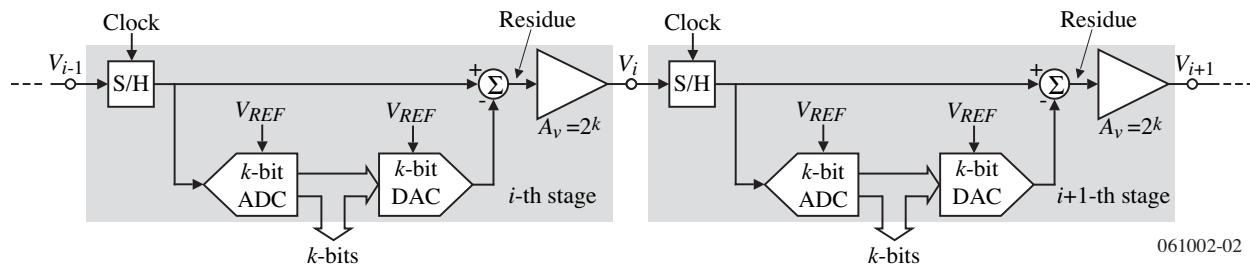 Clock
Residue
Clock
Residue
V_{i-1}
S/H
+
Σ
-
V_i
S/H
+
Σ
-
V_{i+1}
V_{REF}
V_{REF}
A_v = 2^k
V_{REF}
V_{REF}
A_v = 2^k
k-bit
ADC
k-bit
DAC
i-th stage
k-bit
ADC
k-bit
DAC
i+1-th stage
k-bits
k-bits
061002-02